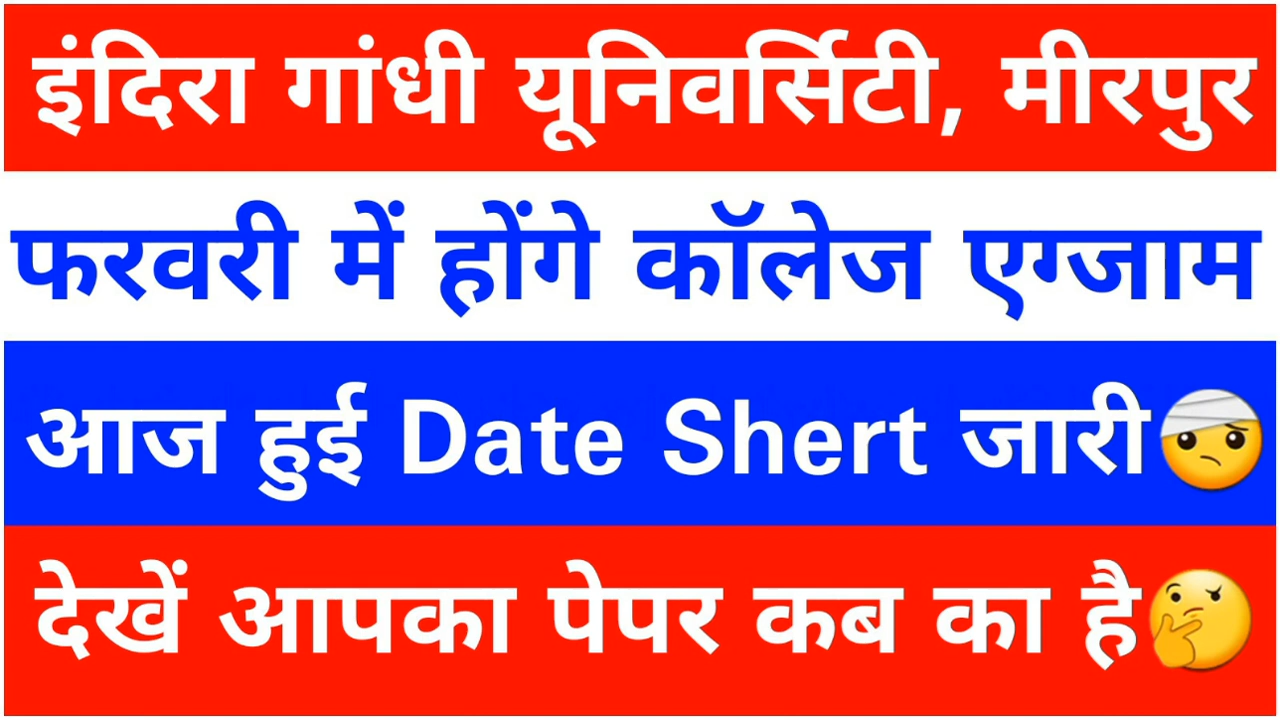 इंदिरा गांधी यूनिवर्सिटी, मीरपुर
फरवरी में होंगे कॉलेज एग्जाम
आज हुई Date Shert जारी🤕
देखें आपका पेपर कब का है🤔